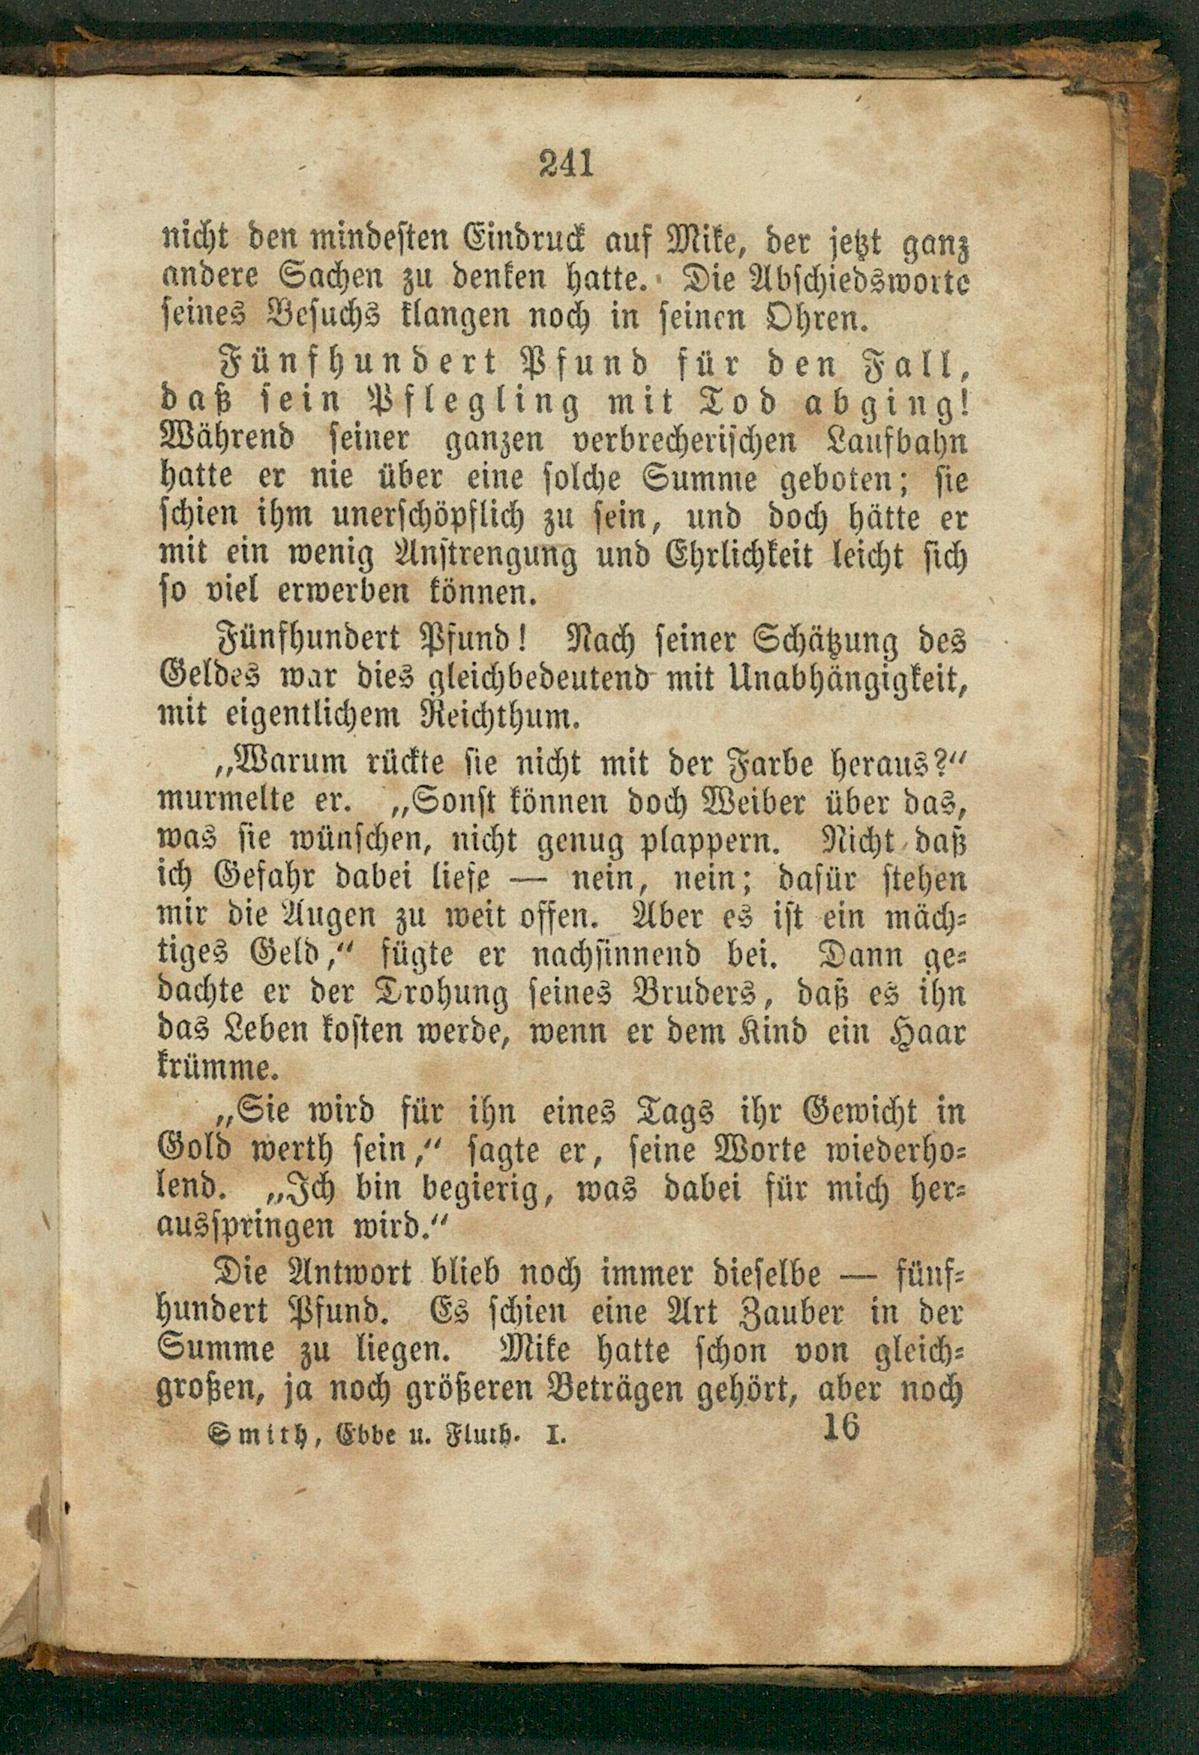 241
nicht den mindesten Eindruck auf Mike, der jetzt ganz
andere Sachen zu denken hatte. Die Abschiedsworte
seines Besuchs klangen noch in seinen Ohren.
Fünfhundert Pfund für den Fall,
daß sein Pflegling mit Tod abging!
Während seiner ganzen verbrecherischen Laufbahn
hatte er nie über eine solche Summe geboten; sie
schien ihm unerschöpflich zu sein, und doch hätte er
mit ein wenig Anstrengung und Ehrlichkeit leicht sich
so viel erwerben können.
Fünfhundert Pfund! Nach seiner Schätzung des
Geldes war dies gleichbedeutend mit Unabhängigkeit,
mit eigentlichem Reichthum.
„Warum rückte sie nicht mit der Farbe heraus?“
murmelte er. „Sonst können doch Weiber über das,
was sie wünschen, nicht genug plappern. Nicht daß
ich Gefahr dabei liefe — nein, nein; dafür stehen
mir die Augen zu weit offen. Aber es ist ein mäch-
tiges Geld,“ fügte er nachsinnend bei. Dann ge-
dachte er der Drohung seines Bruders, daß es ihn
das Leben kosten werde, wenn er dem Kind ein Haar
krümme.
„Sie wird für ihn eines Tags ihr Gewicht in
Gold werth sein,“ sagte er, seine Worte wiederho-
lend. „Ich bin begierig, was dabei für mich her-
ausspringen wird.“
Die Antwort blieb noch immer dieselbe — fünf-
hundert Pfund. Es schien eine Art Zauber in der
Summe zu liegen. Mike hatte schon von gleich-
großen, ja noch größeren Beträgen gehört, aber noch
Smith, Ebbe u. Fluth. I. 16